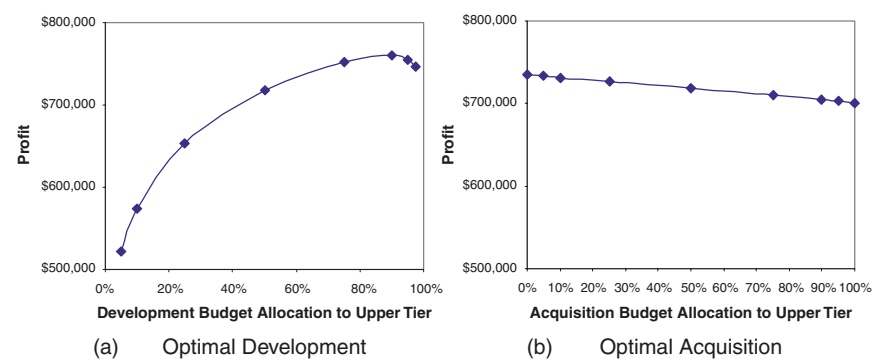 $800,000
$700,000
$600,000
$500,000
Profit
0% 20% 40% 60% 80% 100%
Development Budget Allocation to Upper Tier
(a) Optimal Development
$800,000
$700,000
$600,000
$500,000
Profit
0% 10% 20% 30% 40% 50% 60% 70% 80% 90% 100%
Acquisition Budget Allocation to Upper Tier
(b) Optimal Acquisition